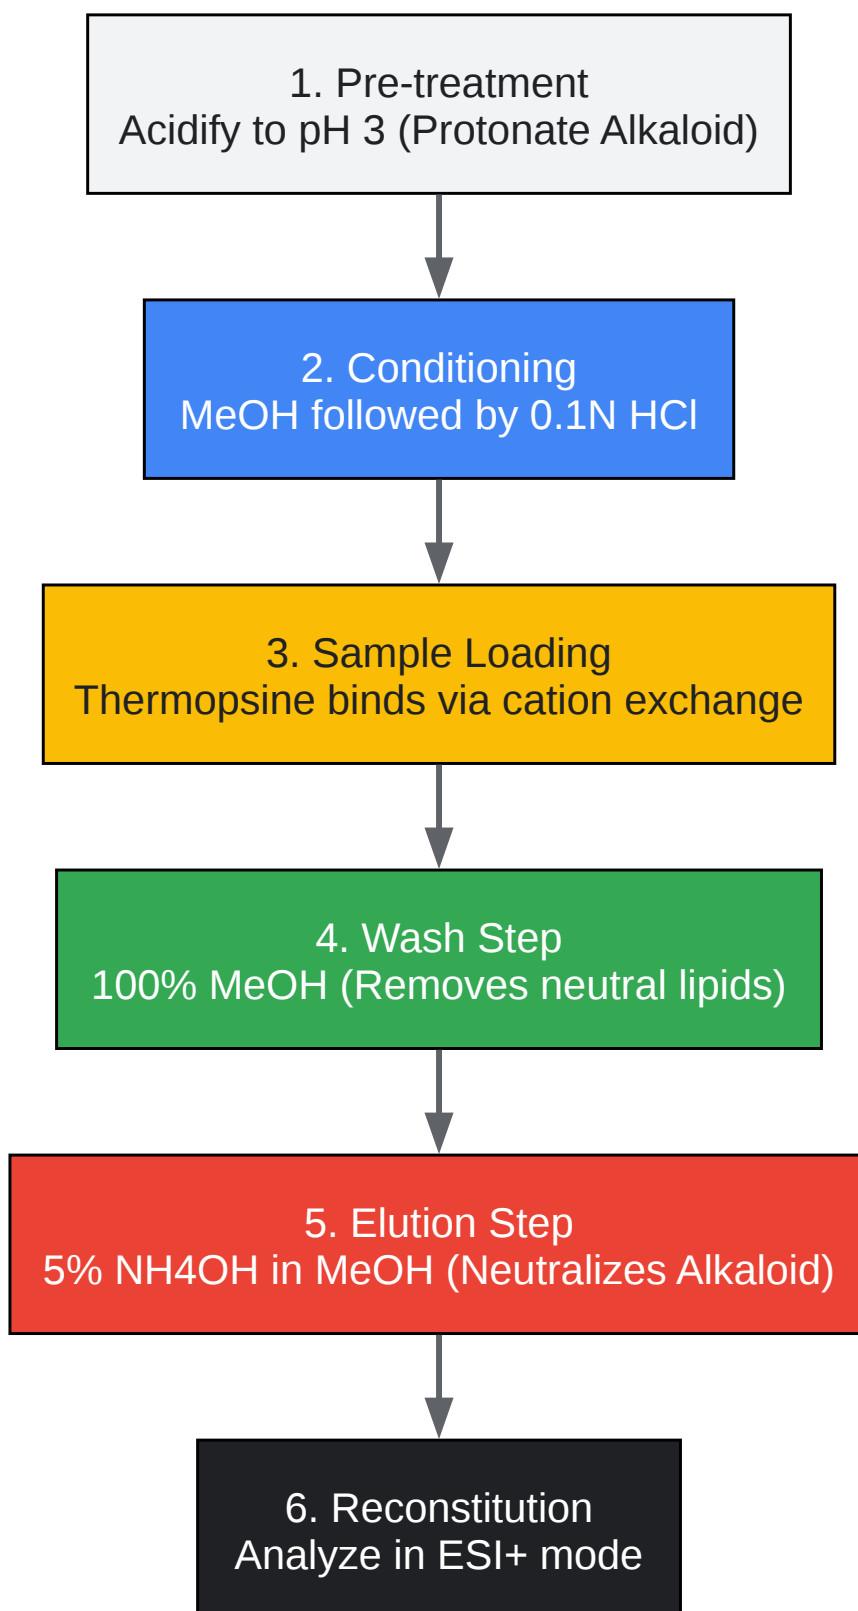 1. Pre-treatment
Acidify to pH 3 (Protonate Alkaloid)
2. Conditioning
MeOH followed by 0.1N HCl
3. Sample Loading
Thermopsine binds via cation exchange
4. Wash Step
100% MeOH (Removes neutral lipids)
5. Elution Step
5% NH4OH in MeOH (Neutralizes Alkaloid)
6. Reconstitution
Analyze in ESI+ mode